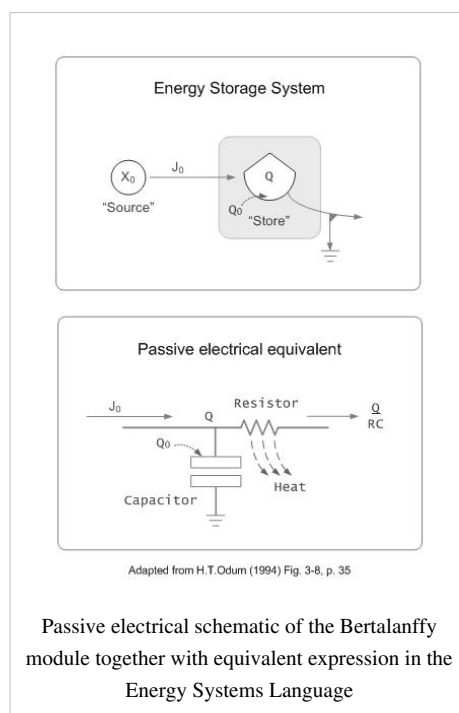 Energy Storage System
X₀
J₀
Q
"Source"
Q₀
"Store"
Passive electrical equivalent
J₀
Q
Resistor
Q
RC
Q₀
Heat
Capacitor
Adapted from H.T.Odum (1994) Fig. 3-8, p. 35
Passive electrical schematic of the Bertalanffy
module together with equivalent expression in the
Energy Systems Language